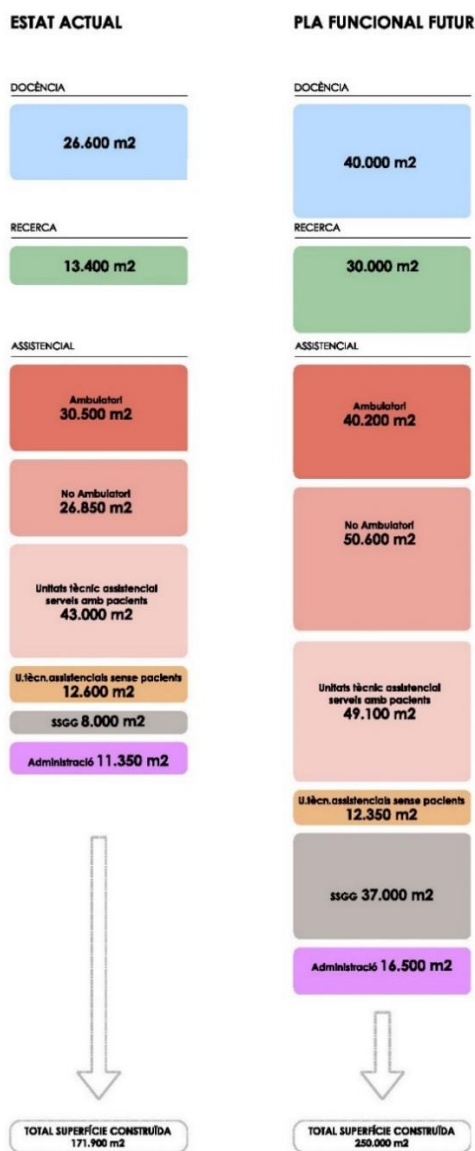 ESTAT ACTUAL
DOCÈNCIA
26.600 m2
RECERCA
13.400 m2
ASSISTENCIAL
Ambulatori
30.500 m2
No Ambulatori
26.850 m2
Unitats tècnic assistencial
serveis amb pacients
43.000 m2
U.tècn.assistencials sense pacients
12.600 m2
SSGG 8.000 m2
Administració 11.350 m2
TOTAL SUPERFÍCIE CONSTRUÏDA
171.900 m2
PLA FUNCIONAL FUTUR
DOCÈNCIA
40.000 m2
RECERCA
30.000 m2
ASSISTENCIAL
Ambulatori
40.200 m2
No Ambulatori
50.600 m2
Unitats tècnic assistencial
serveis amb pacients
49.100 m2
U.tècn.assistencials sense pacients
12.350 m2
SSGG 37.000 m2
Administració 16.500 m2
TOTAL SUPERFÍCIE CONSTRUÏDA
250.000 m2